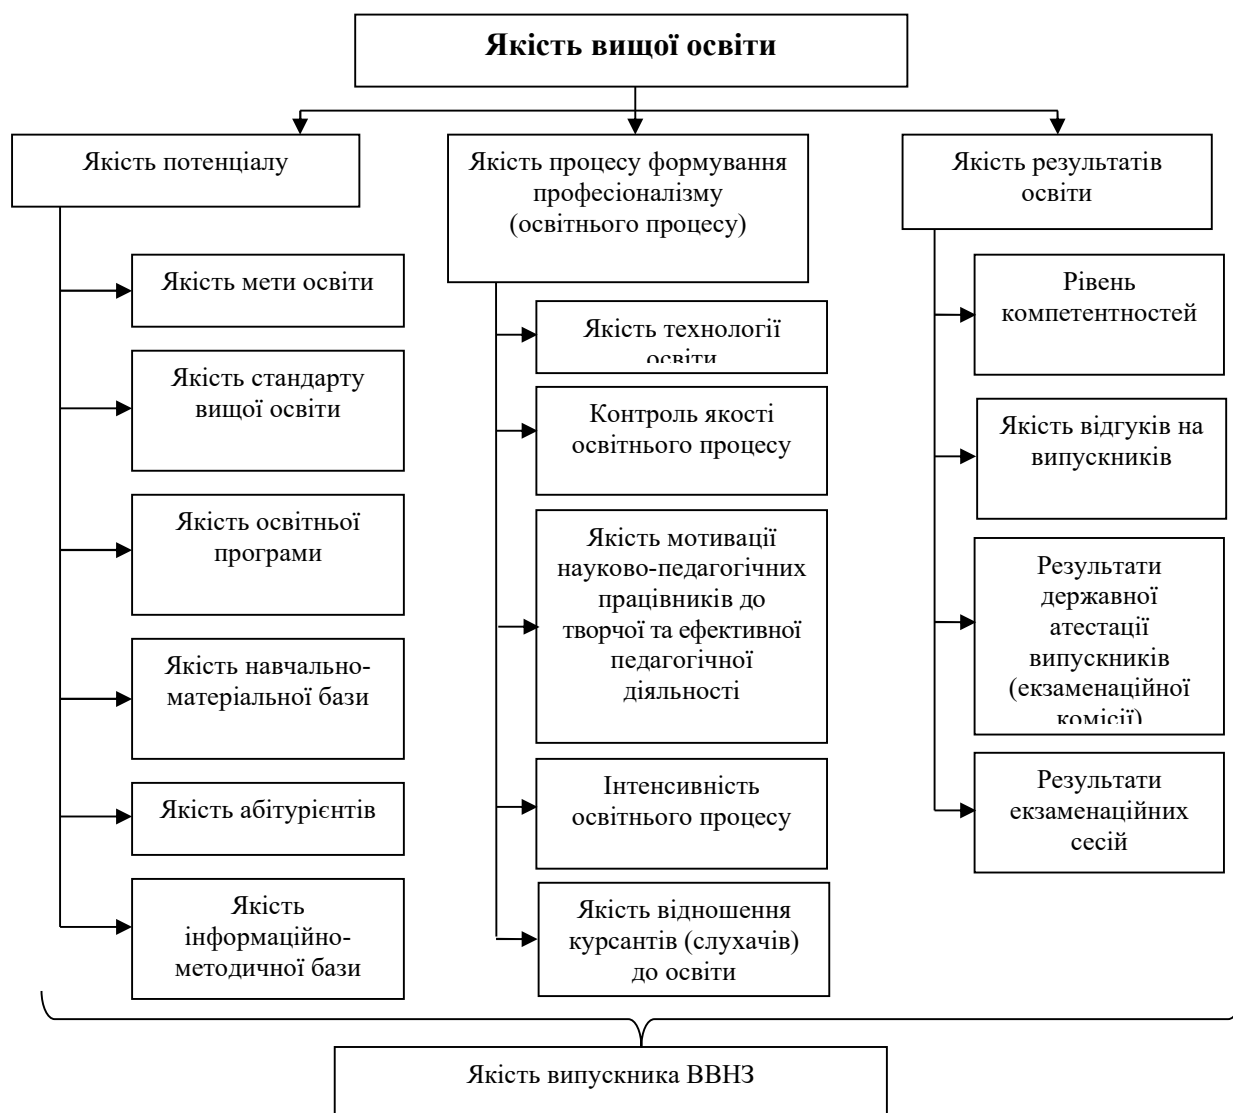 Якість вищої освіти
Якість потенціалу
Якість мети освіти
Якість стандарту
вищої освіти
Якість освітньої
програми
Якість навчально-
матеріальної бази
Якість абітурієнтів
Якість
інформаційно-
методичної бази
Якість процесу формування
професіоналізму
(освітнього процесу)
Якість технології
освіти
Контроль якості
освітнього процесу
Якість мотивації
науково-педагогічних
працівників до
творчої та ефективної
педагогічної
діяльності
Інтенсивність
освітнього процесу
Якість відношення
курсантів (слухачів)
до освіти
Якість результатів
освіти
Рівень
компетентностей
Якість відгуків на
випускників
Результати
державної
атестації
випускників
(екзаменаційної
комісії)
Результати
екзаменаційних
сесій
Якість випускника ВВНЗ